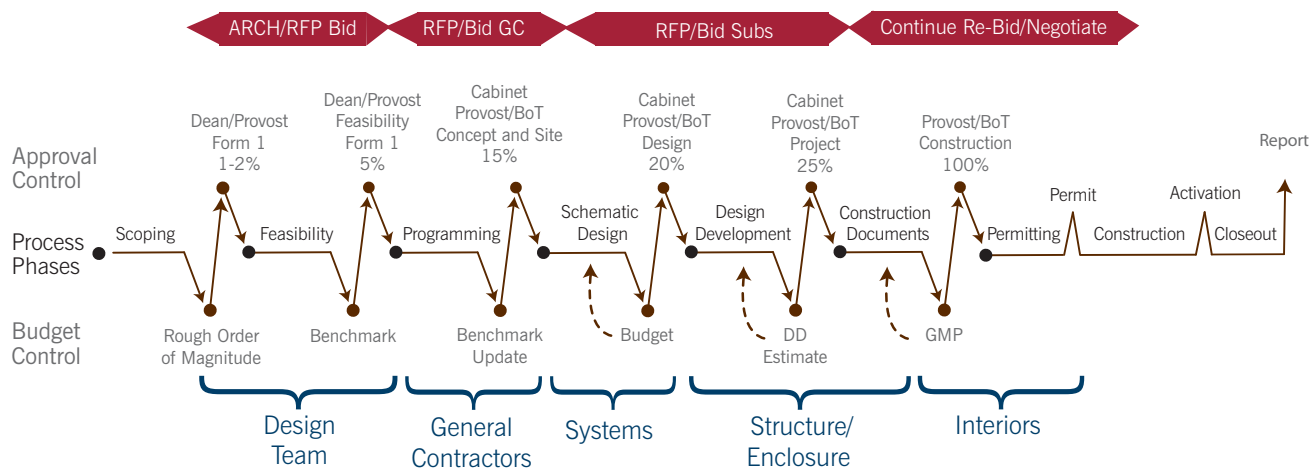 ARCH/RFP Bid
RFP/Bid GC
RFP/Bid Subs
Continue Re-Bid/Negotiate
Dean/Provost
Form 1
1-2%
Dean/Provost
Feasibility
Form 1
5%
Cabinet
Provost/BoT
Concept and Site
15%
Cabinet
Provost/BoT
Design
20%
Cabinet
Provost/BoT
Project
25%
Provost/BoT
Construction
100%
Report
Approval
Control
Permit
Activation
Process
Phases
Scoping
Feasibility
Programming
Schematic
Design
Design
Development
Construction
Documents
Permitting
Construction
Closeout
Budget
Control
Rough Order
of Magnitude
Benchmark
Benchmark
Update
Budget
DD
Estimate
GMP
Design
Team
General
Contractors
Systems
Structure/
Enclosure
Interiors